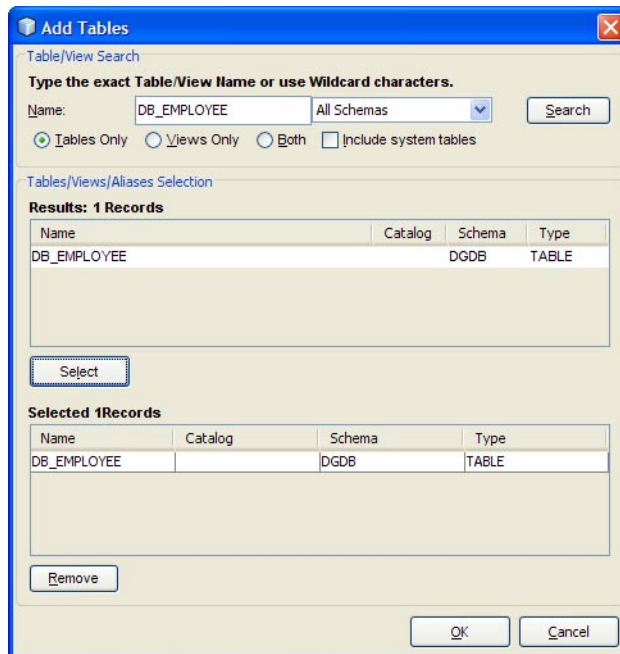 Add Tables
Table/View Search
Type the exact Table/View Name or use Wildcard characters.
Name: DB_EMPLOYEE All Schemas Search
Tables Only Views Only Both Include system tables
Tables/Views/Aliases Selection
Results: 1 Records
Name Catalog Schema Type
DB_EMPLOYEE DGDB TABLE
Select
Selected 1Records
Name Catalog Schema Type
DB_EMPLOYEE DGDB TABLE
Remove
OK Cancel